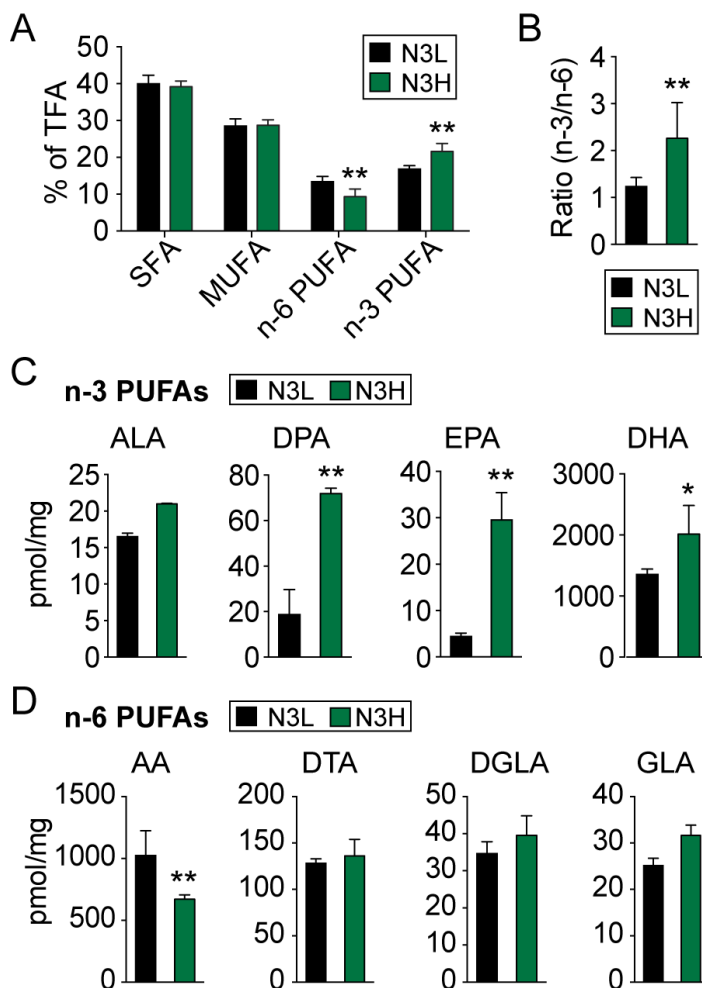 A
% of TFA
50
40
30
20
10
0
N3L
N3H
**
**
SFA
MUFA
n-6 PUFA
n-3 PUFA
B
Ratio (n-3/n-6)
4
3
2
1
0
**
N3L
N3H
C
n-3 PUFAs
N3L N3H
ALA
DPA
EPA
DHA
pmol/mg
25
20
15
10
5
0
80
60
40
20
0
**
40
30
20
10
0
**
3000
2000
1000
0
*
D
n-6 PUFAs
N3L N3H
AA
DTA
DGLA
GLA
pmol/mg
1500
1000
500
0
**
200
150
100
50
0
50
40
30
20
10
0
40
30
20
10
0